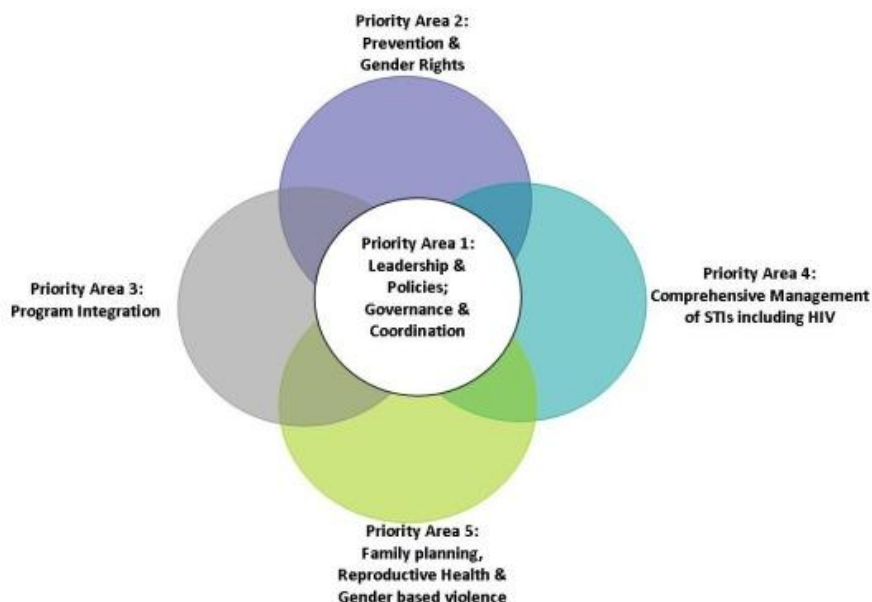 Priority Area 2:
Prevention &
Gender Rights
Priority Area 1:
Leadership &
Policies;
Governance &
Coordination
Priority Area 3:
Program Integration
Priority Area 4:
Comprehensive Management
of STIs including HIV
Priority Area 5:
Family planning,
Reproductive Health &
Gender based violence